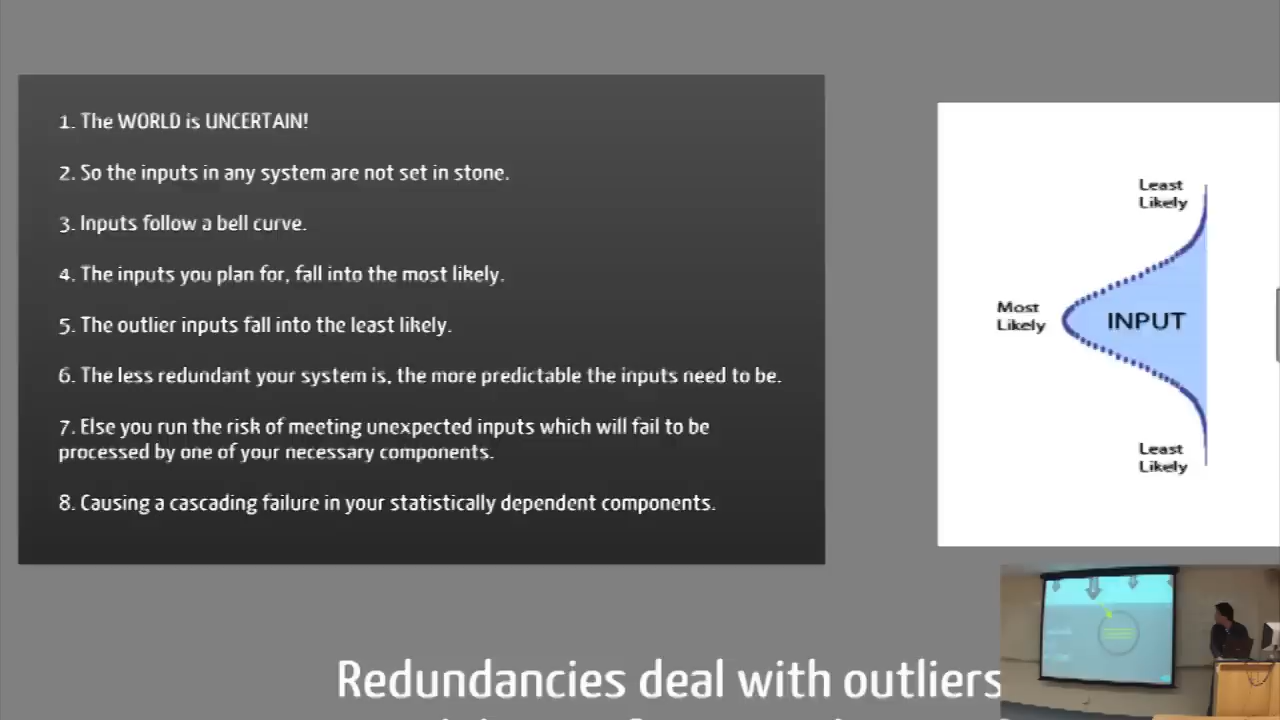 1. The WORLD is UNCERTAIN!
2. So the inputs in any system are not set in stone.
3. Inputs follow a bell curve.
4. The inputs you plan for, fall into the most likely.
5. The outlier inputs fall into the least likely.
6. The less redundant your system is, the more predictable the inputs need to be.
7. Else you run the risk of meeting unexpected inputs which will fail to be
processed by one of your necessary components.
8. Causing a cascading failure in your statistically dependent components.
Least
Likely
Most
Likely
INPUT
Least
Likely
Redundancies deal with outliers